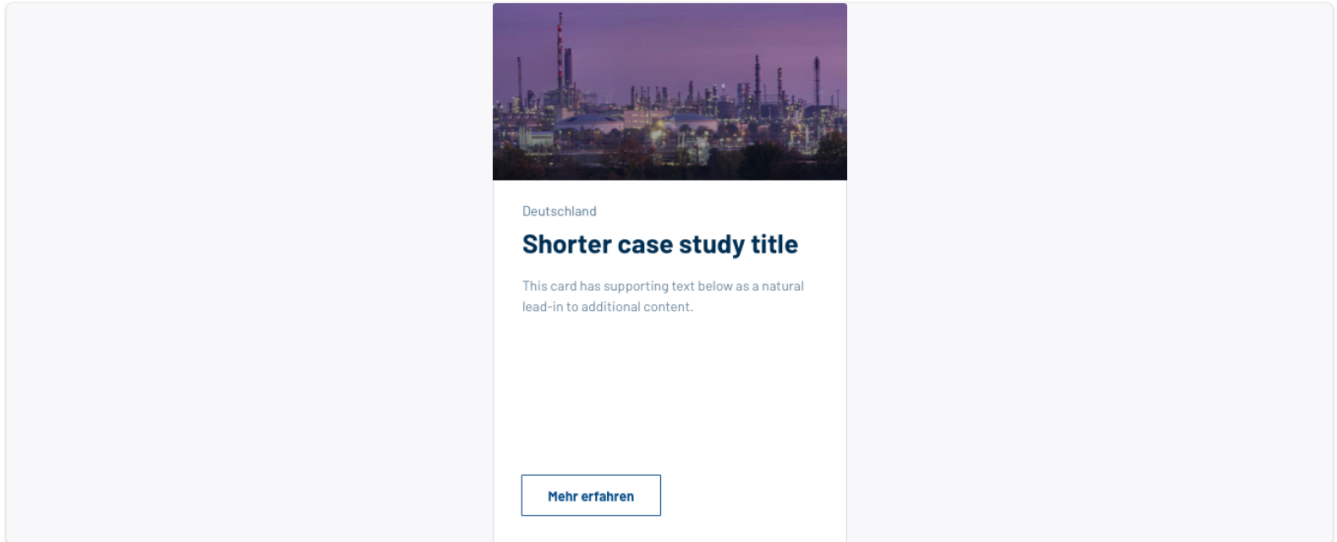 Deutschland
Shorter case study title
This card has supporting text below as a natural
lead-in to additional content.
Mehr erfahren